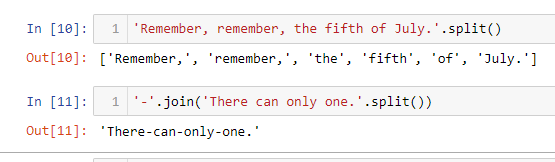 In [10]: 1 'Remember, remember, the fifth of July.'.split()
Out[10]: ['Remember,', 'remember,', 'the', 'fifth', 'of', 'July.']
In [11]: 1 '-'.join('There can only one.'.split())
Out[11]: 'There-can-only-one.'